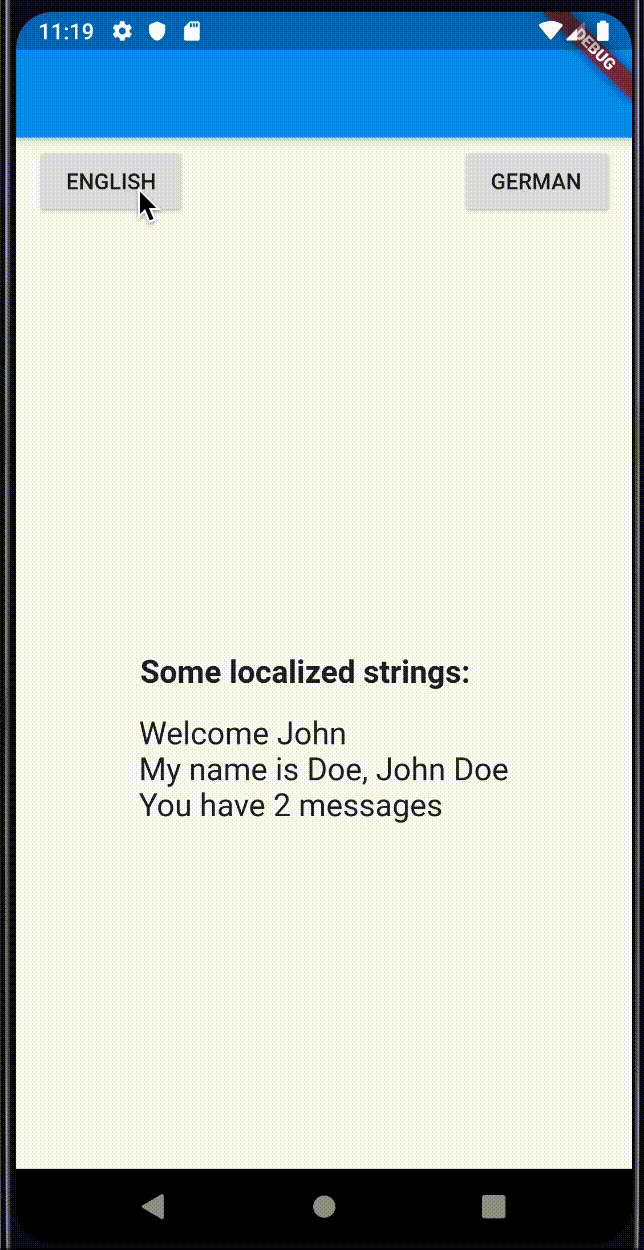 11:19
DEBUG
ENGLISH
GERMAN
Some localized strings:
Welcome John
My name is Doe, John Doe
You have 2 messages